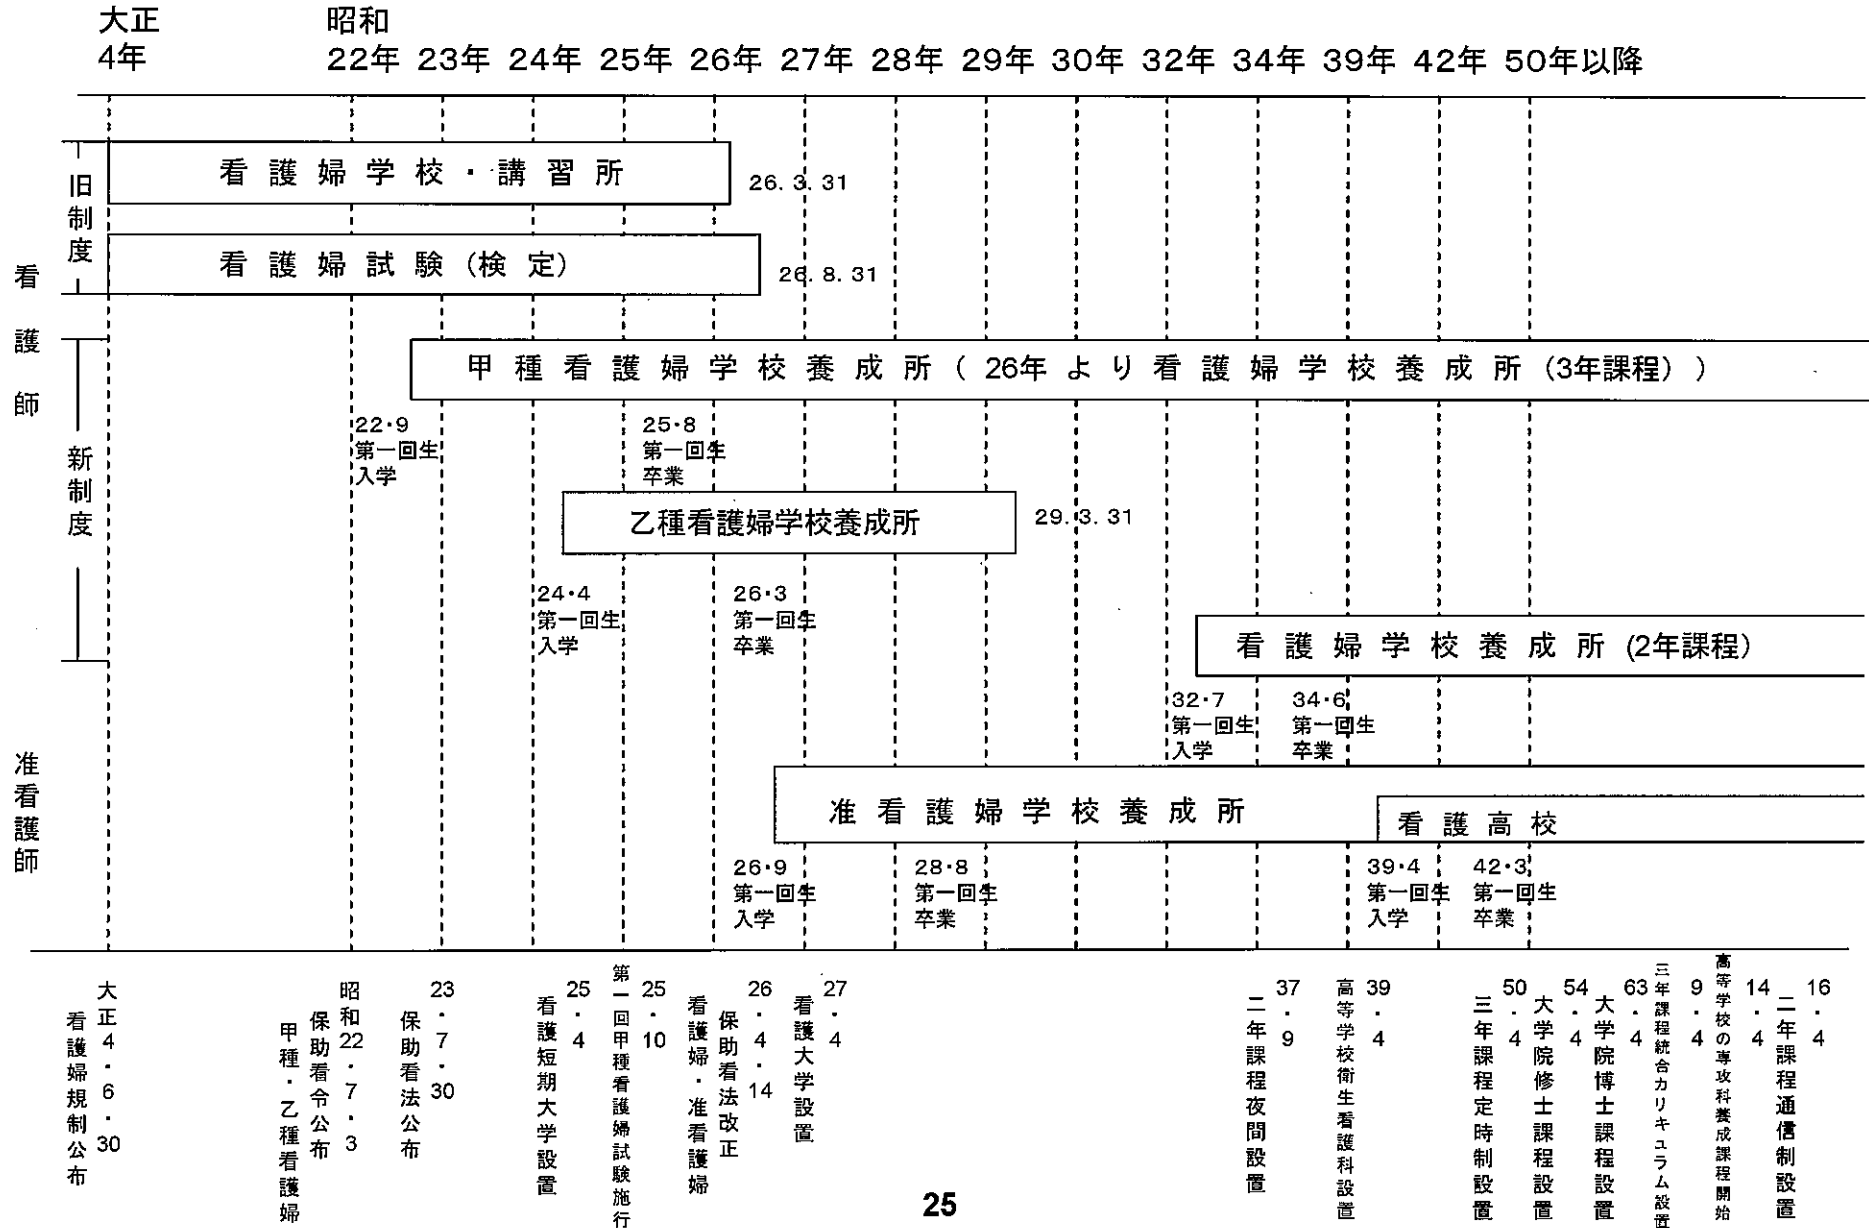 大正
4年
昭和
22年 23年 24年 25年 26年 27年 28年 29年 30年 32年 34年 39年 42年 50年以降
看護師
旧制度
看護婦学校・講習所
26.3.31
看護婦試験(検定)
26.8.31
新制度
甲種看護婦学校養成所(26年より看護婦学校養成所(3年課程))
22・9
第一回生
入学
25・8
第一回生
卒業
乙種看護婦学校養成所
29.3.31
24・4
第一回生
入学
26・3
第一回生
卒業
看護婦学校養成所(2年課程)
32・7
第一回生
入学
34・6
第一回生
卒業
准看護師
准看護婦学校養成所
看護高校
26・9
第一回生
入学
28・8
第一回生
卒業
39・4
第一回生
入学
42・3
第一回生
卒業
大正4・6・30
看護婦規制公布
昭和22・7・3
保助看令公布
甲種・乙種看護婦
23・7・30
保助看法公布
25・4
看護短期大学設置
25・10
第一回甲種看護婦試験施行
26・4・14
保助看法改正
看護婦・准看護婦
27・4
看護大学設置
37・9
二年課程夜間設置
39・4
高等学校衛生看護科設置
50・4
三年課程定時制設置
54・4
大学院修士課程設置
63・4
大学院博士課程設置
9・4
三年課程統合カリキュラム設置
14・4
高等学校の専攻科養成課程開始
16・4
二年課程通信制設置
25